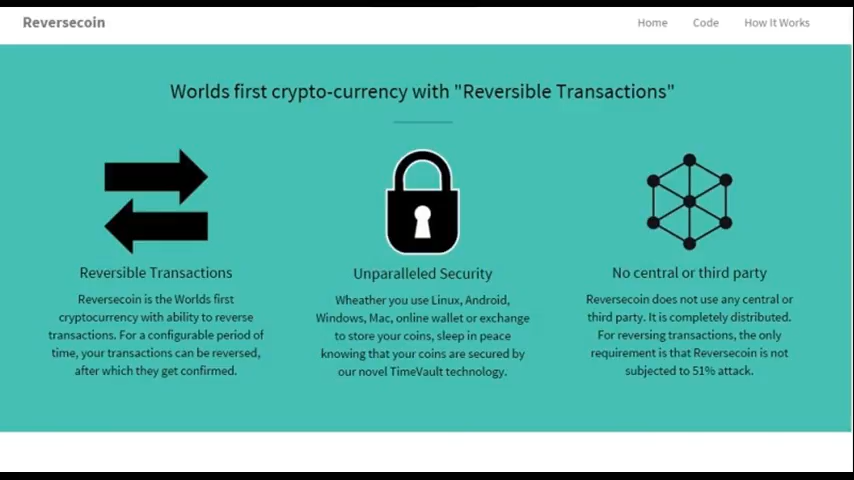 Reversecoin
Home Code How It Works
Worlds first crypto-currency with "Reversible Transactions"
Reversible Transactions
Reversecoin is the Worlds first
cryptocurrency with ability to reverse
transactions. For a configurable period of
time, your transactions can be reversed,
after which they get confirmed.
Unparalleled Security
Wheather you use Linux, Android,
Windows, Mac, online wallet or exchange
to store your coins, sleep in peace
knowing that your coins are secured by
our novel TimeVault technology.
No central or third party
Reversecoin does not use any central or
third party. It is completely distributed.
For reversing transactions, the only
requirement is that Reversecoin is not
subjected to 51% attack.